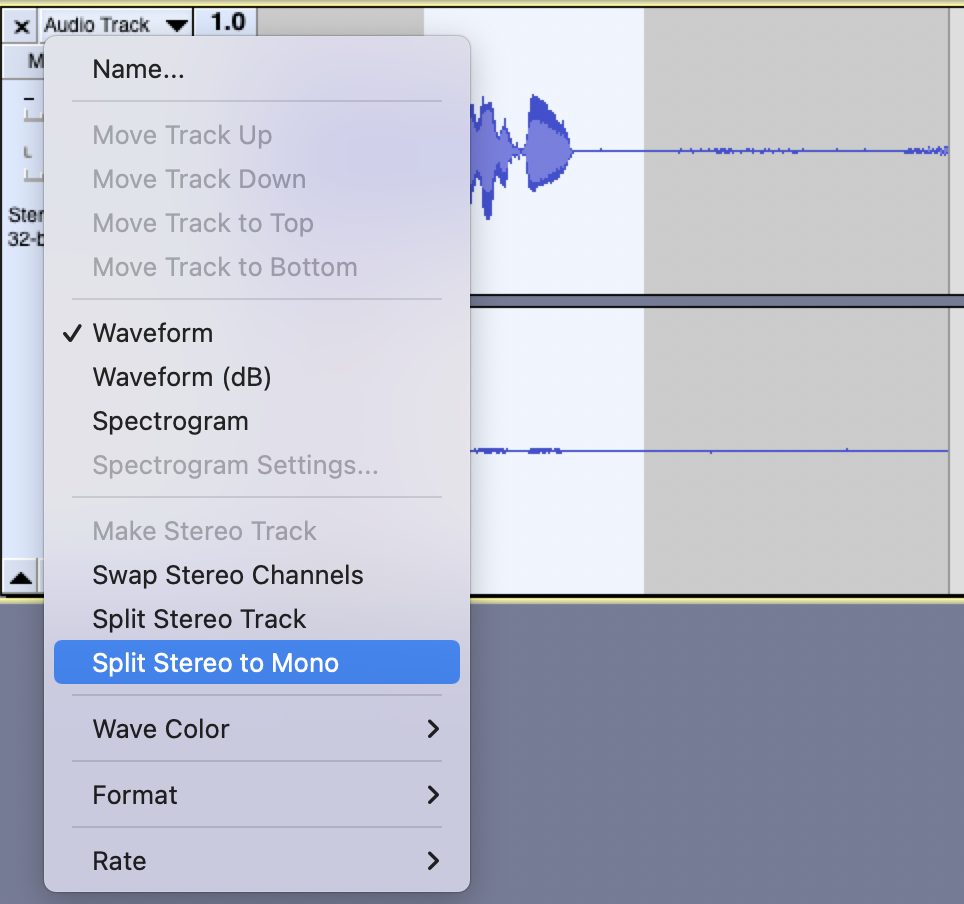 Audio Track 1.0
M
Name...
Move Track Up
Move Track Down
Move Track to Top
Move Track to Bottom
Waveform
Waveform (dB)
Spectrogram
Spectrogram Settings...
Make Stereo Track
Swap Stereo Channels
Split Stereo Track
Split Stereo to Mono
Wave Color
Format
Rate